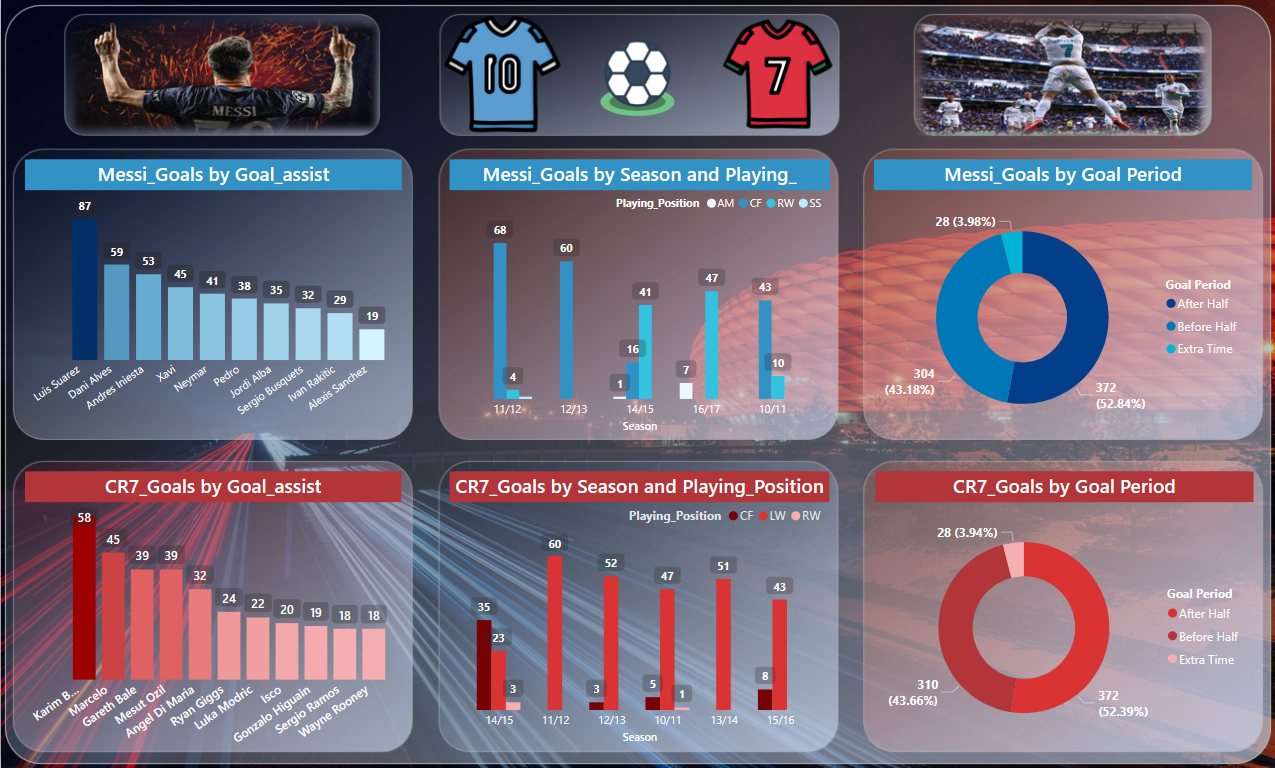 MESSI
10
7
7
Messi_Goals by Goal_assist
87
59
53
45
41
38
35
32
29
19
Luis Suarez
Dani Alves
Andres Iniesta
Xavi
Neymar
Pedro
Jordi Alba
Sergio Busquets
Ivan Rakitic
Alexis Sanchez
Messi_Goals by Season and Playing_
Playing_Position AM CF RW SS
68
4
60
1
16
41
7
47
43
10
11/12 12/13 14/15 16/17 10/11
Season
Messi_Goals by Goal Period
28 (3.98%)
304
(43.18%)
372
(52.84%)
Goal Period
After Half
Before Half
Extra Time
CR7_Goals by Goal_assist
58
45
39
39
32
24
22
20
19
18
18
Karim B...
Marcelo
Gareth Bale
Mesut Ozil
Angel Di Maria
Ryan Giggs
Luka Modric
Isco
Gonzalo Higuain
Sergio Ramos
Wayne Rooney
CR7_Goals by Season and Playing_Position
Playing_Position CF LW RW
35
23
3
60
3
52
5
47
1
51
8
43
14/15 11/12 12/13 10/11 13/14 15/16
Season
CR7_Goals by Goal Period
28 (3.94%)
310
(43.66%)
372
(52.39%)
Goal Period
After Half
Before Half
Extra Time